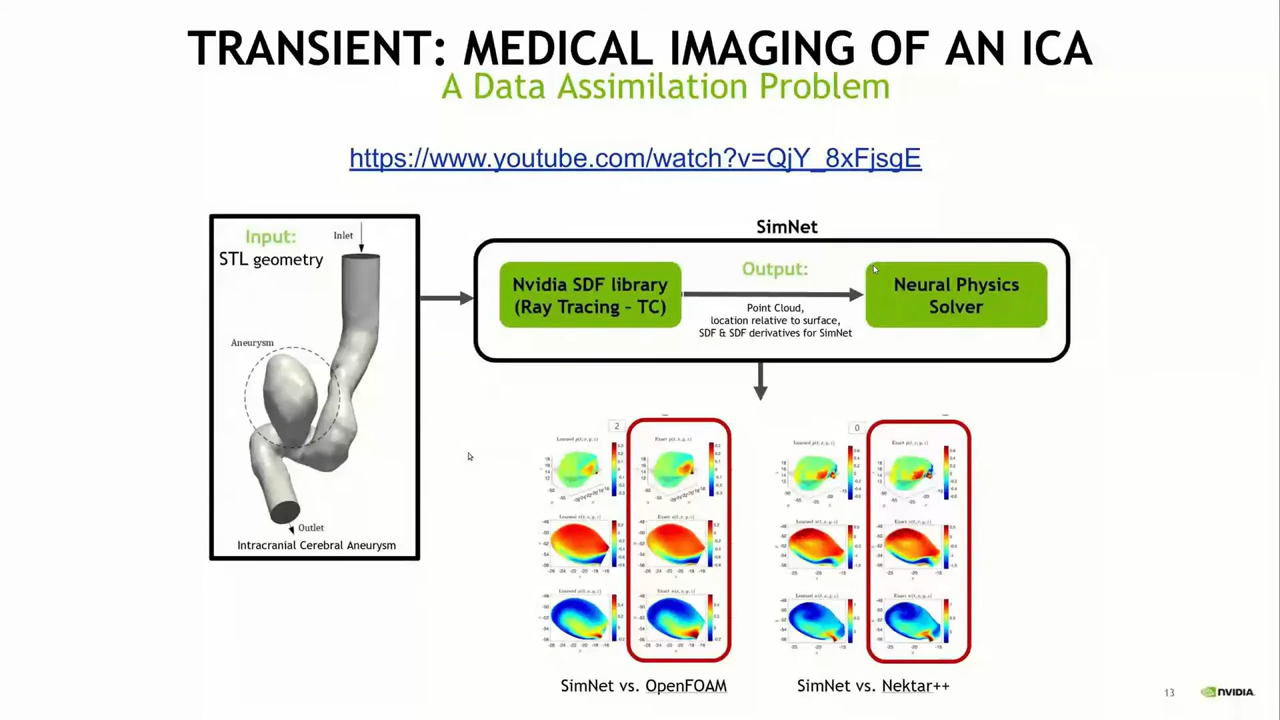 TRANSIENT: MEDICAL IMAGING OF AN ICA
A Data Assimilation Problem
https://www.youtube.com/watch?v=QjY_8xFjsgE
Input:
STL geometry
Inlet
Aneurysm
Outlet
Intracranial Cerebral Aneurysm
SimNet
Nvidia SDF library
(Ray Tracing – TC)
Output:
Point Cloud,
location relative to surface,
SDF & SDF derivatives for SimNet
Neural Physics
Solver
2
0
SimNet vs. OpenFOAM
SimNet vs. Nektar++
13
NVIDIA.